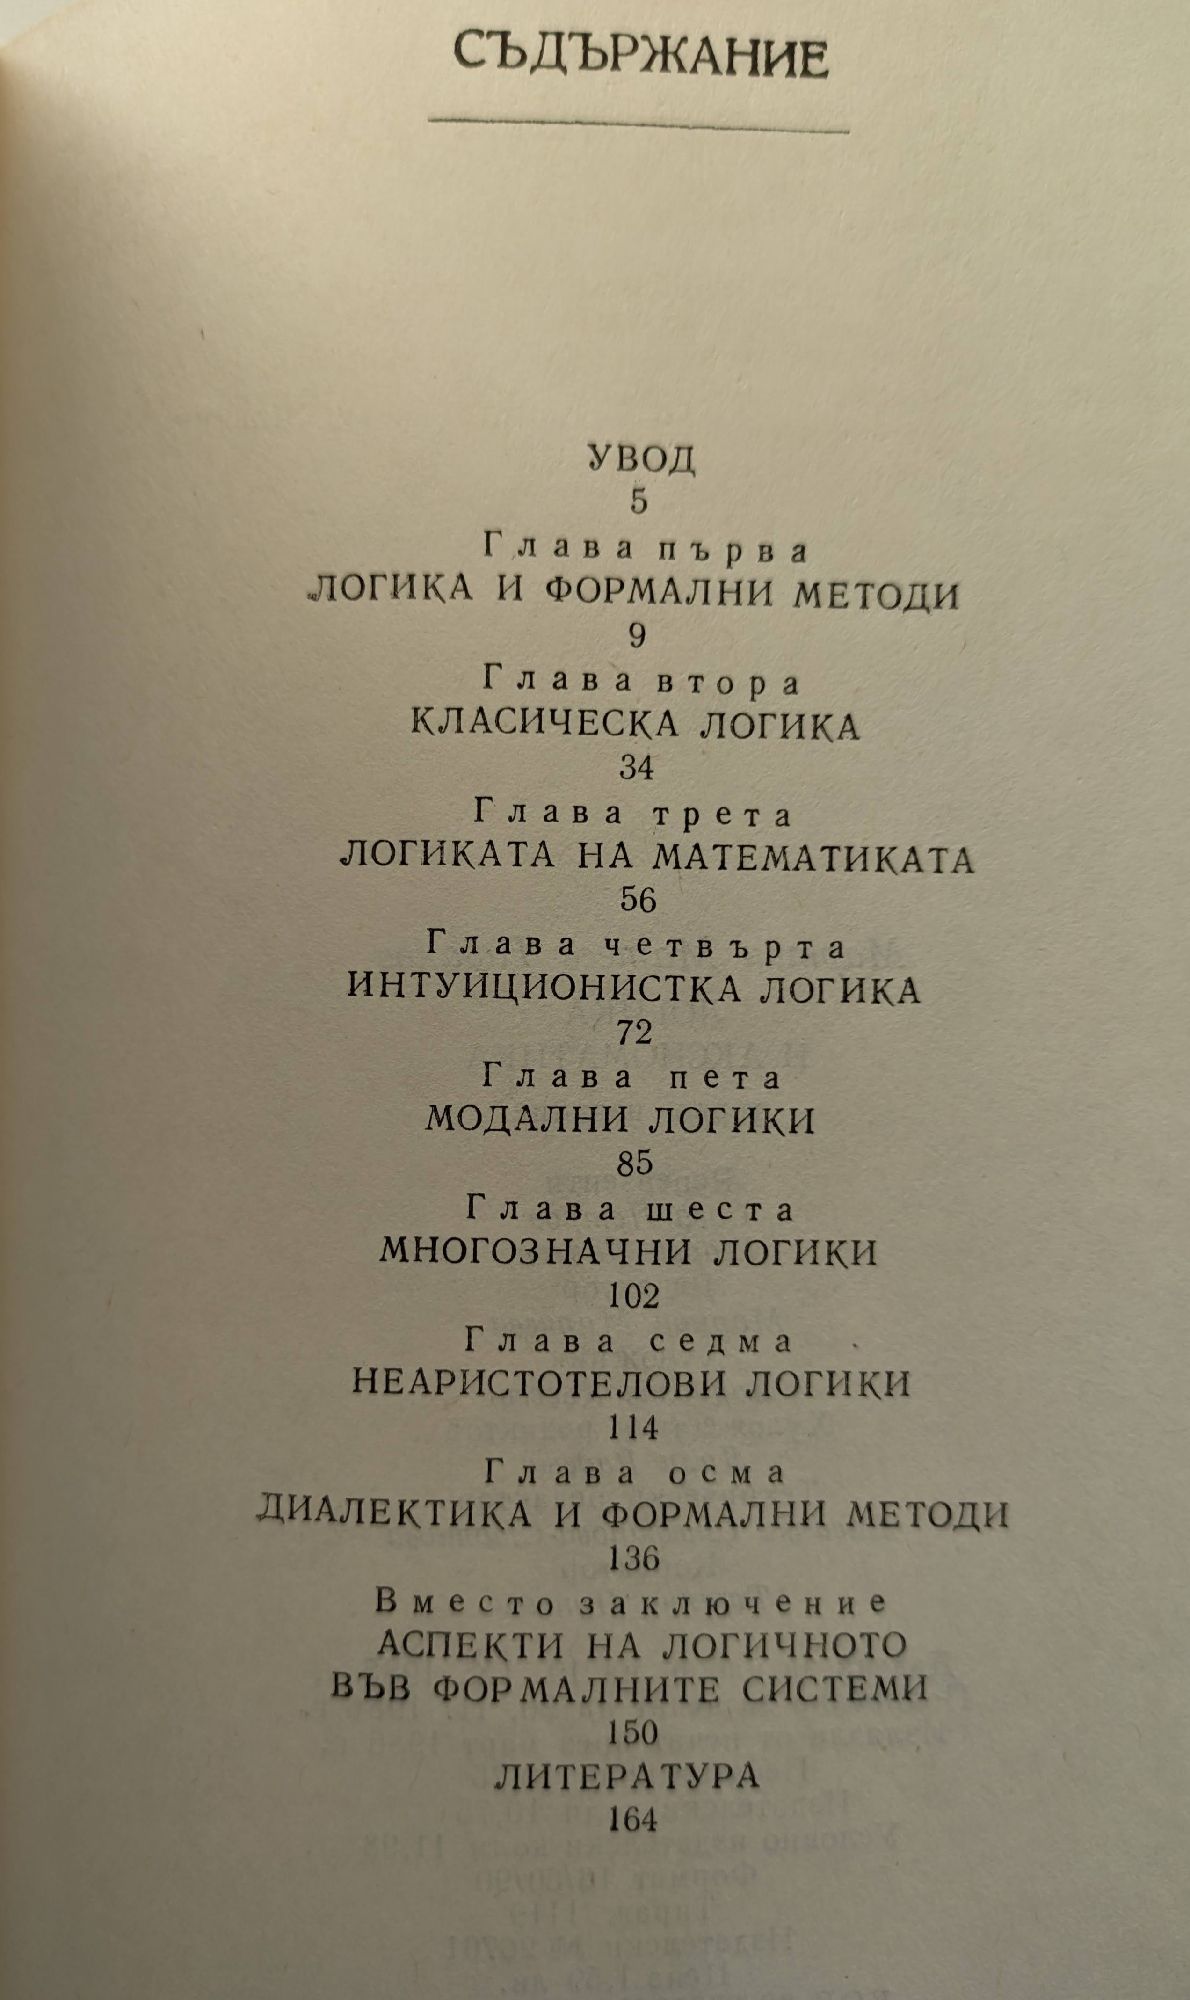 СЪДЪРЖАНИЕ
УВОД
5
Глава първа
ЛОГИКА И ФОРМАЛНИ МЕТОДИ
9
Глава втора
КЛАСИЧЕСКА ЛОГИКА
34
Глава трета
ЛОГИКАТА НА МАТЕМАТИКАТА
56
Глава четвърта
ИНТУИЦИОНИСТКА ЛОГИКА
72
Глава пета
МОДАЛНИ ЛОГИКИ
85
Глава шеста
МНОГОЗНАЧНИ ЛОГИКИ
102
Глава седма
НЕАРИСТОТЕЛОВИ ЛОГИКИ
114
Глава осма
ДИАЛЕКТИКА И ФОРМАЛНИ МЕТОДИ
136
Вместо заключение
АСПЕКТИ НА ЛОГИЧНОТО
ВЪВ ФОРМАЛНИТЕ СИСТЕМИ
150
ЛИТЕРАТУРА
164